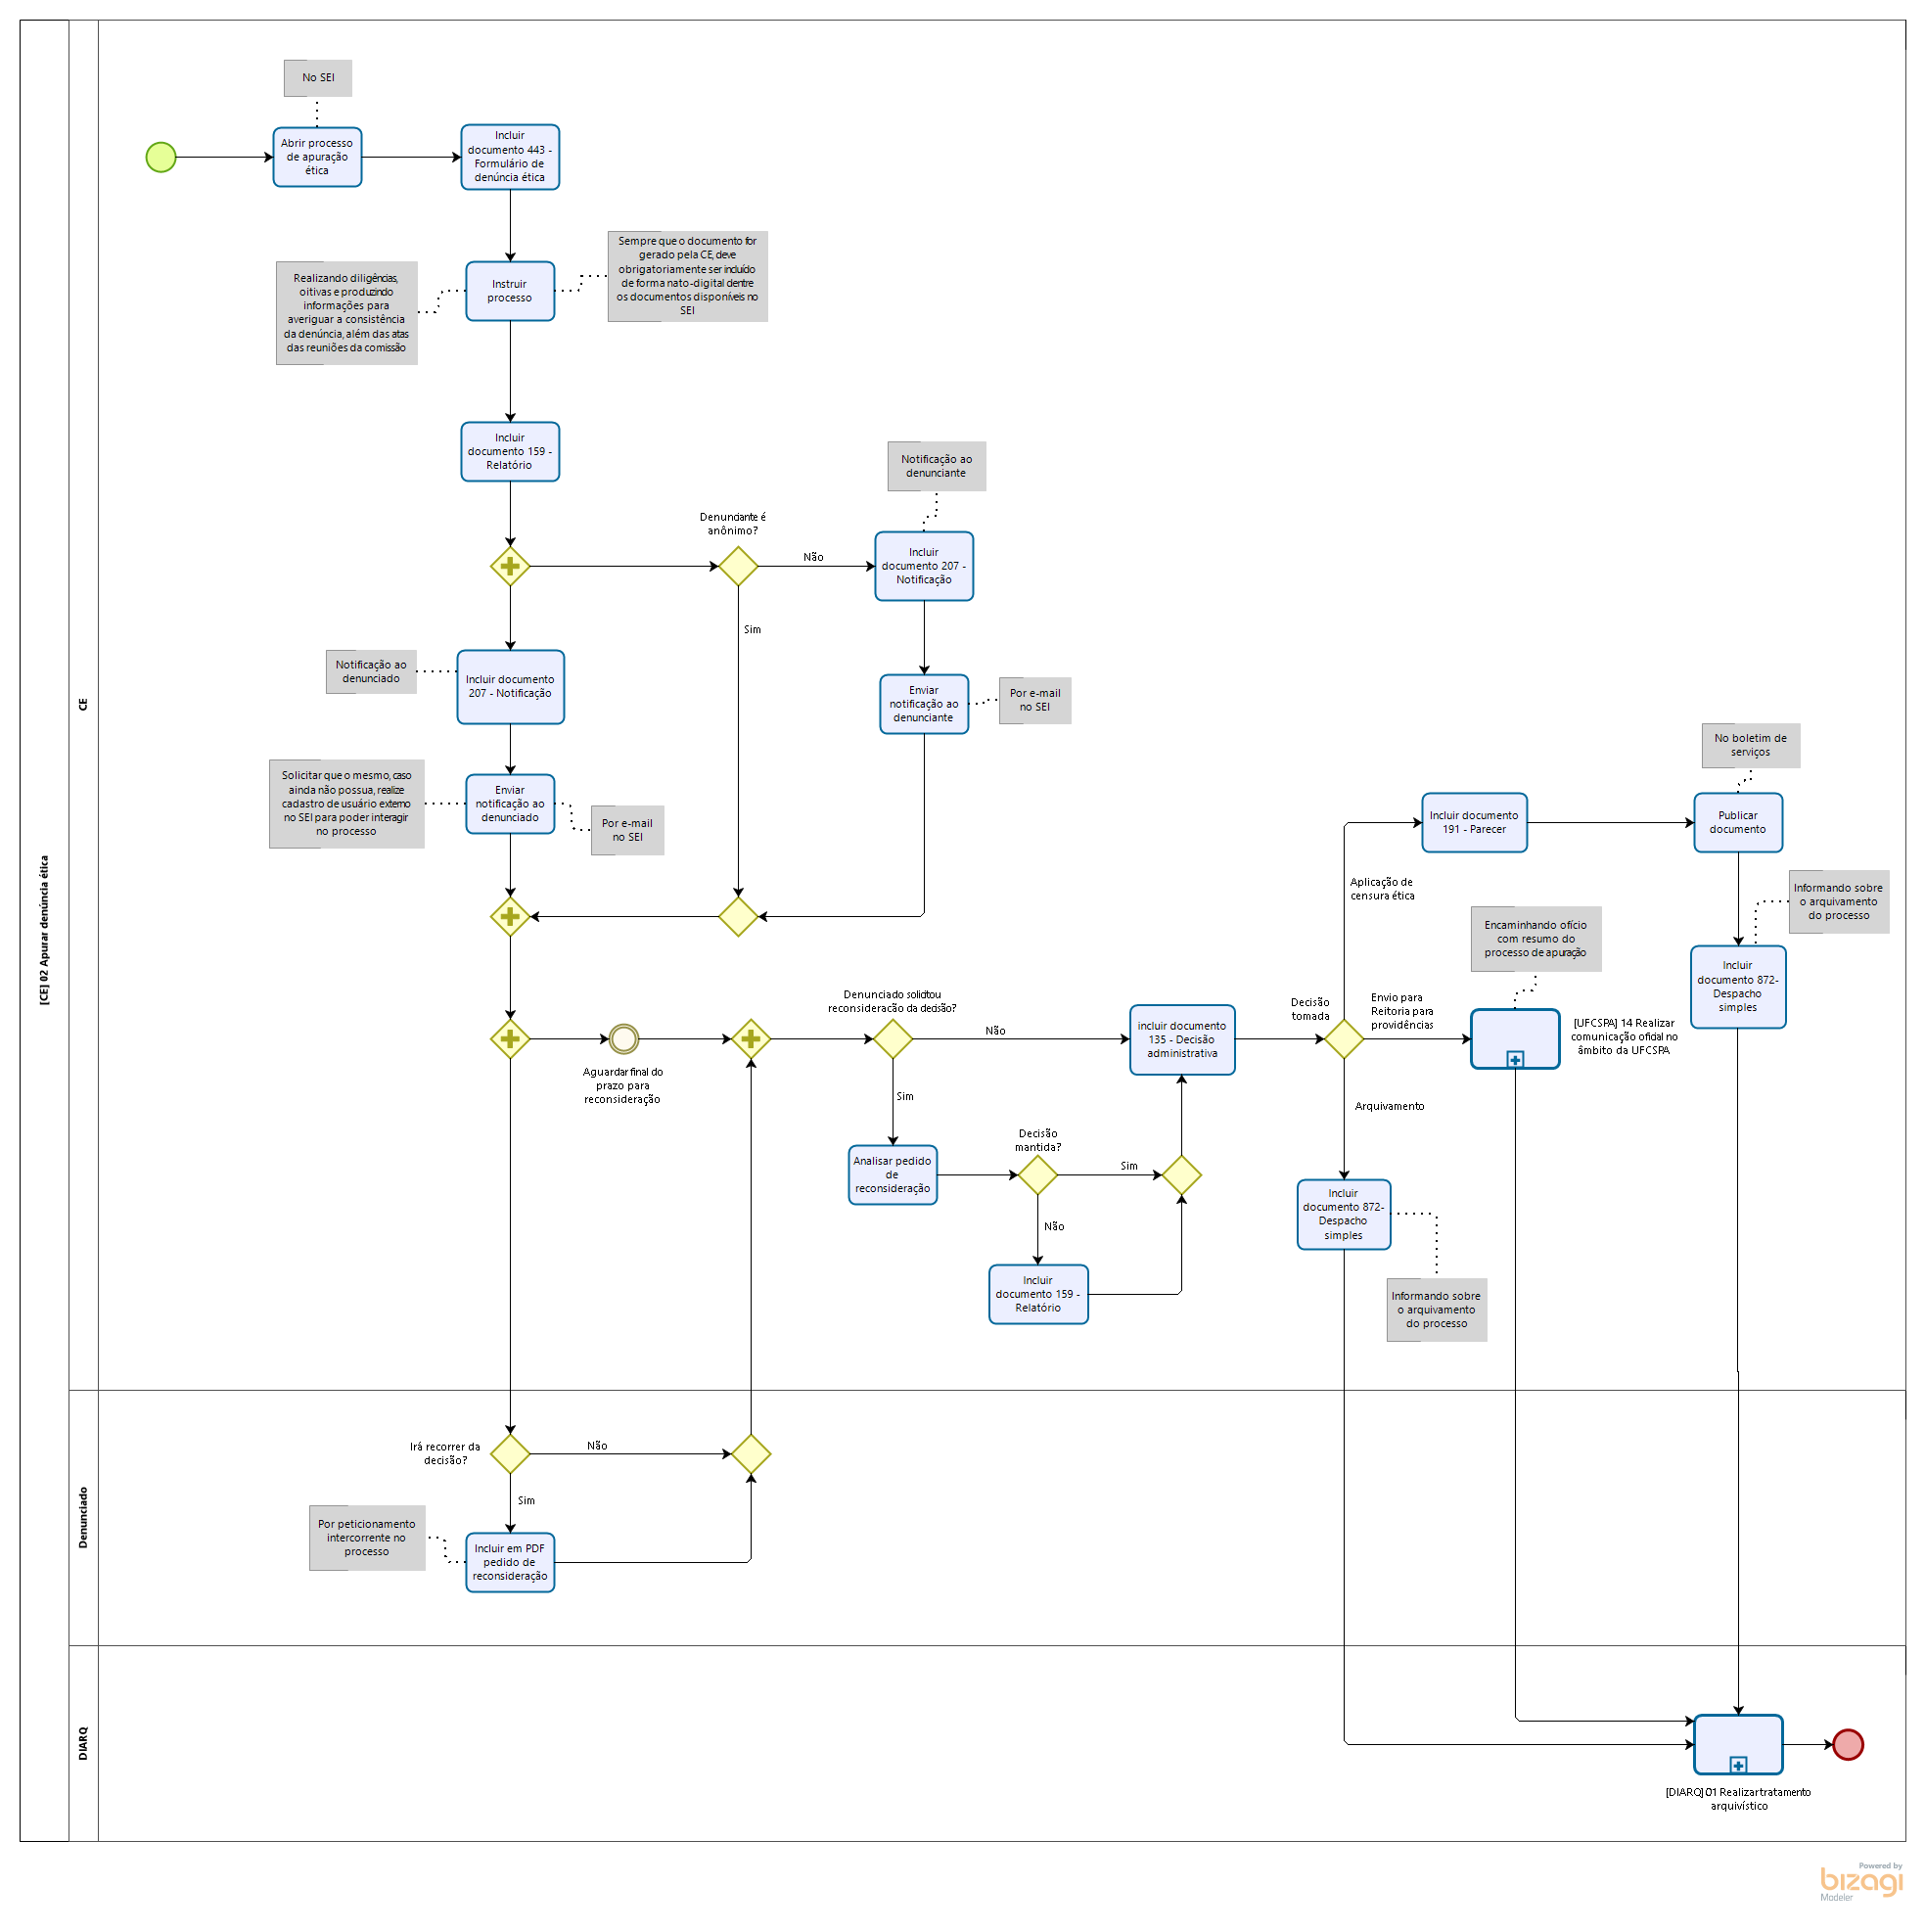 No SEI
Abrir processo
de apuração
ética
Incluir
documento 443 -
Formulário de
denúncia ética
Sempre que o documento for
gerado pela CE, deve
obrigatoriamente ser incluído
de forma nato-digital dentre
os documentos disponíveis no
SEI
Realizando diligências,
oitivas e produzindo
informações para
averiguar a consistência
da denúncia, além das atas
das reuniões da comissão
Instruir
processo
Incluir
documento 159 -
Relatório
Notificação ao
denunciante
Denunciante é
anônimo?
Não
Incluir
documento 207 -
Notificação
Sim
Notificação ao
denunciado
Incluir documento
207 - Notificação
Enviar
notificação ao
denunciante
Por e-mail
no SEI
CE
Solicitar que o mesmo, caso
ainda não possua, realize
cadastro de usuário externo
no SEI para poder interagir
no processo
Enviar
notificação ao
denunciado
Por e-mail
no SEI
No boletim de
serviços
Incluir documento
191 - Parecer
Publicar
documento
[CE] 02 Apurar denúncia ética
Aplicação de
censura ética
Informando sobre
o arquivamento
do processo
Encaminhando ofício
com resumo do
processo de apuração
Incluir
documento 872-
Despacho
simples
Denunciado solicitou
reconsideração da decisão?
Não
incluir documento
135 - Decisão
administrativa
Decisão
tomada
Envio para
Reitoria para
providências
[UFCSPA] 14 Realizar
comunicação oficial no
âmbito da UFCSPA
Aguardar final do
prazo para
reconsideração
Sim
Arquivamento
Analisar pedido
de
reconsideração
Decisão
mantida?
Sim
Não
Incluir
documento 872-
Despacho
simples
Incluir
documento 159 -
Relatório
Informando sobre
o arquivamento
do processo
Denunciado
Irá recorrer da
decisão?
Não
Sim
Por peticionamento
intercorrente no
processo
Incluir em PDF
pedido de
reconsideração
DIARQ
[DIARQ] 01 Realizar tratamento
arquivístico
Powered by
bizagi
Modeler